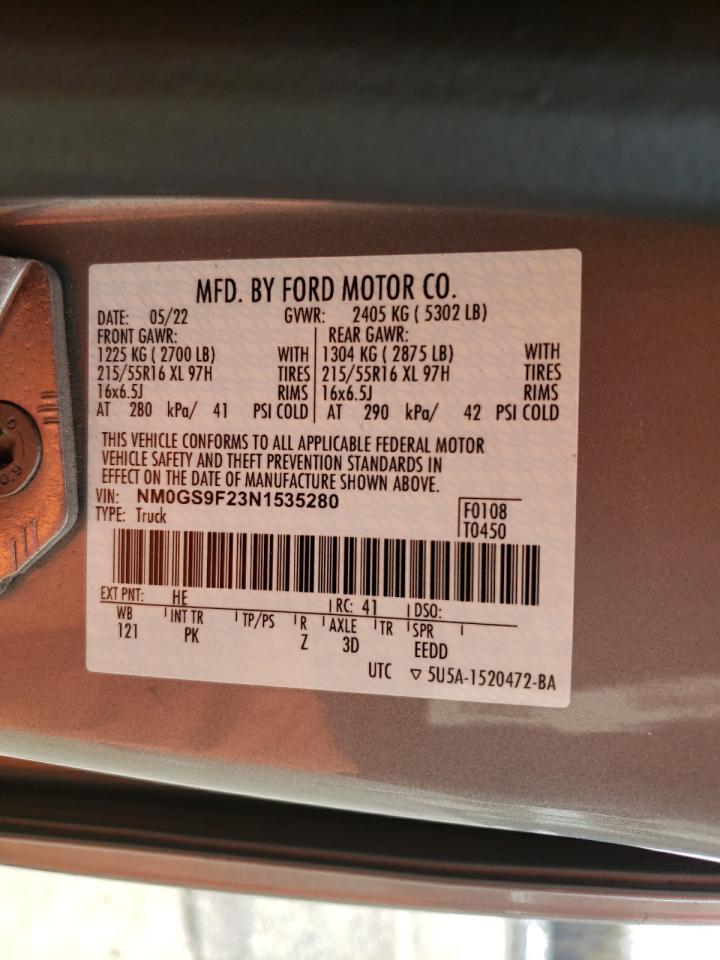 MFD. BY FORD MOTOR CO.
DATE: 05/22 GVWR: 2405 KG ( 5302 LB)
FRONT GAWR: REAR GAWR:
1225 KG ( 2700 LB) WITH 1304 KG ( 2875 LB) WITH
215/55R16 XL 97H TIRES 215/55R16 XL 97H TIRES
16x6.5J RIMS 16x6.5J RIMS
AT 280 kPa/ 41 PSI COLD AT 290 kPa/ 42 PSI COLD
THIS VEHICLE CONFORMS TO ALL APPLICABLE FEDERAL MOTOR
VEHICLE SAFETY AND THEFT PREVENTION STANDARDS IN
EFFECT ON THE DATE OF MANUFACTURE SHOWN ABOVE.
VIN: NM0GS9F23N1535280
TYPE: Truck
F0108
T0450
EXT PNT: HE RC: 41 DSO:
WB INT TR TP/PS R AXLE TR SPR
121 PK Z 3D EEDD
UTC ▽ 5U5A-1520472-BA